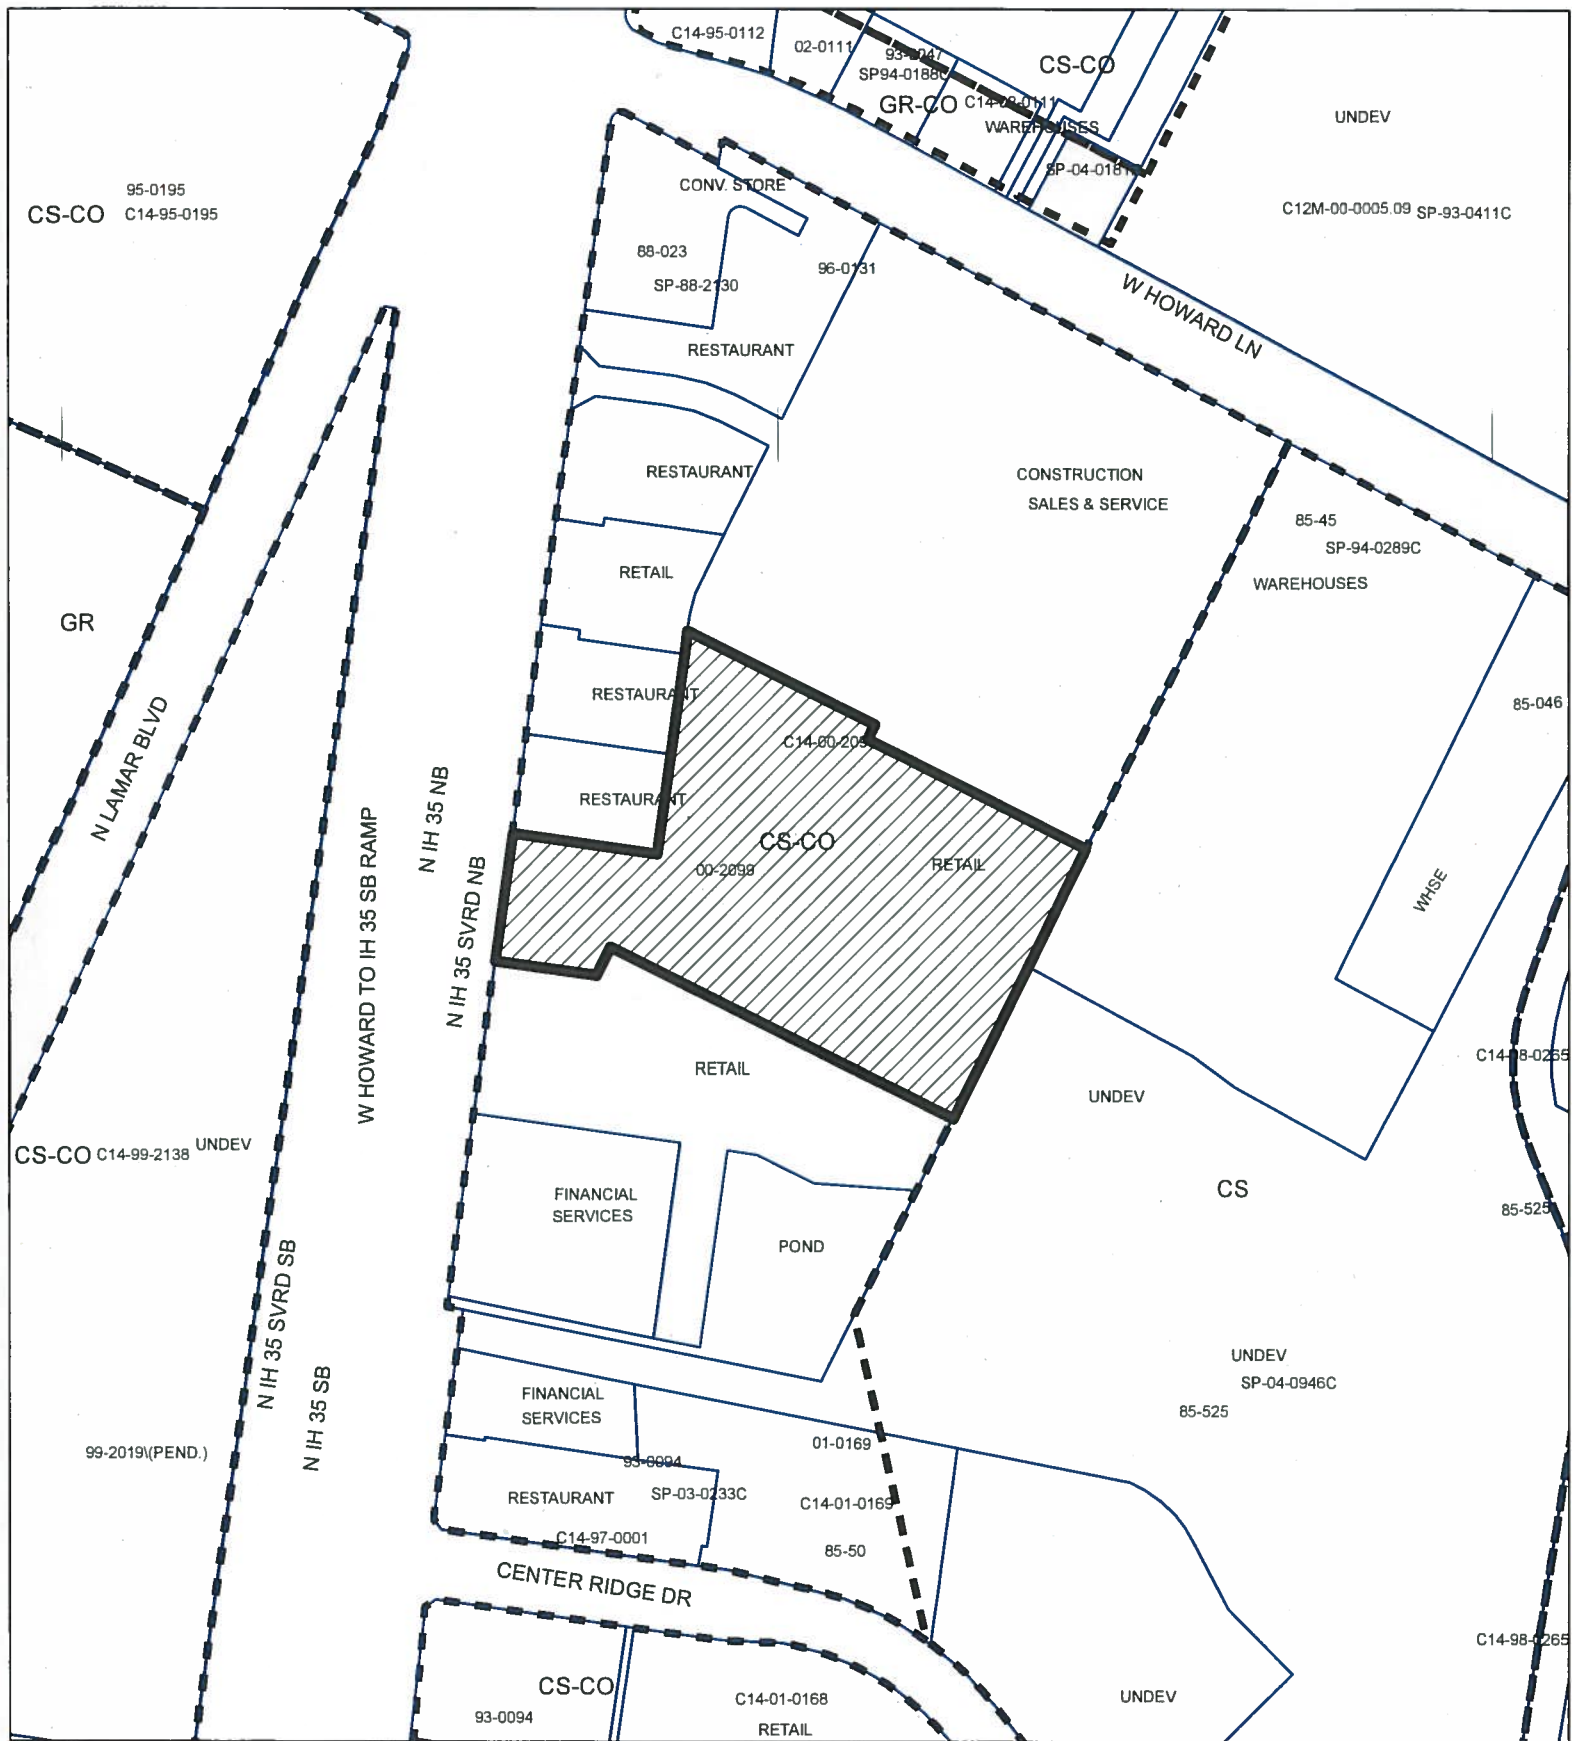 C14-95-0112
02-0111
SP94-0188C
CS-CO
GR-CO
WAREHOUSES
UNDEV
C12M-00-0005.09 SP-93-0411C
95-0195
CS-CO C14-95-0195
CONV. STORE
88-023
SP-88-2130
96-0131
W HOWARD LN
RESTAURANT
RESTAURANT
CONSTRUCTION
SALES & SERVICE
85-45
SP-94-0289C
WAREHOUSES
RETAIL
GR
RESTAURANT
85-046
N LAMAR BLVD
N IH 35 NB
RESTAURANT
W HOWARD TO IH 35 SB RAMP
CS-CO
00-2099
RETAIL
WHSE
N IH 35 SVRD NB
RETAIL
UNDEV
CS-CO C14-99-2138 UNDEV
CS
FINANCIAL
SERVICES
85-525
POND
N IH 35 SVRD SB
N IH 35 SB
UNDEV
SP-04-0946C
85-525
FINANCIAL
SERVICES
01-0169
99-2019\(PEND.)
93-0094
RESTAURANT
SP-03-0233C
C14-01-0169
C14-97-0001
85-50
CENTER RIDGE DR
C14-98-0265
CS-CO
C14-01-0168
UNDEV
93-0094
RETAIL